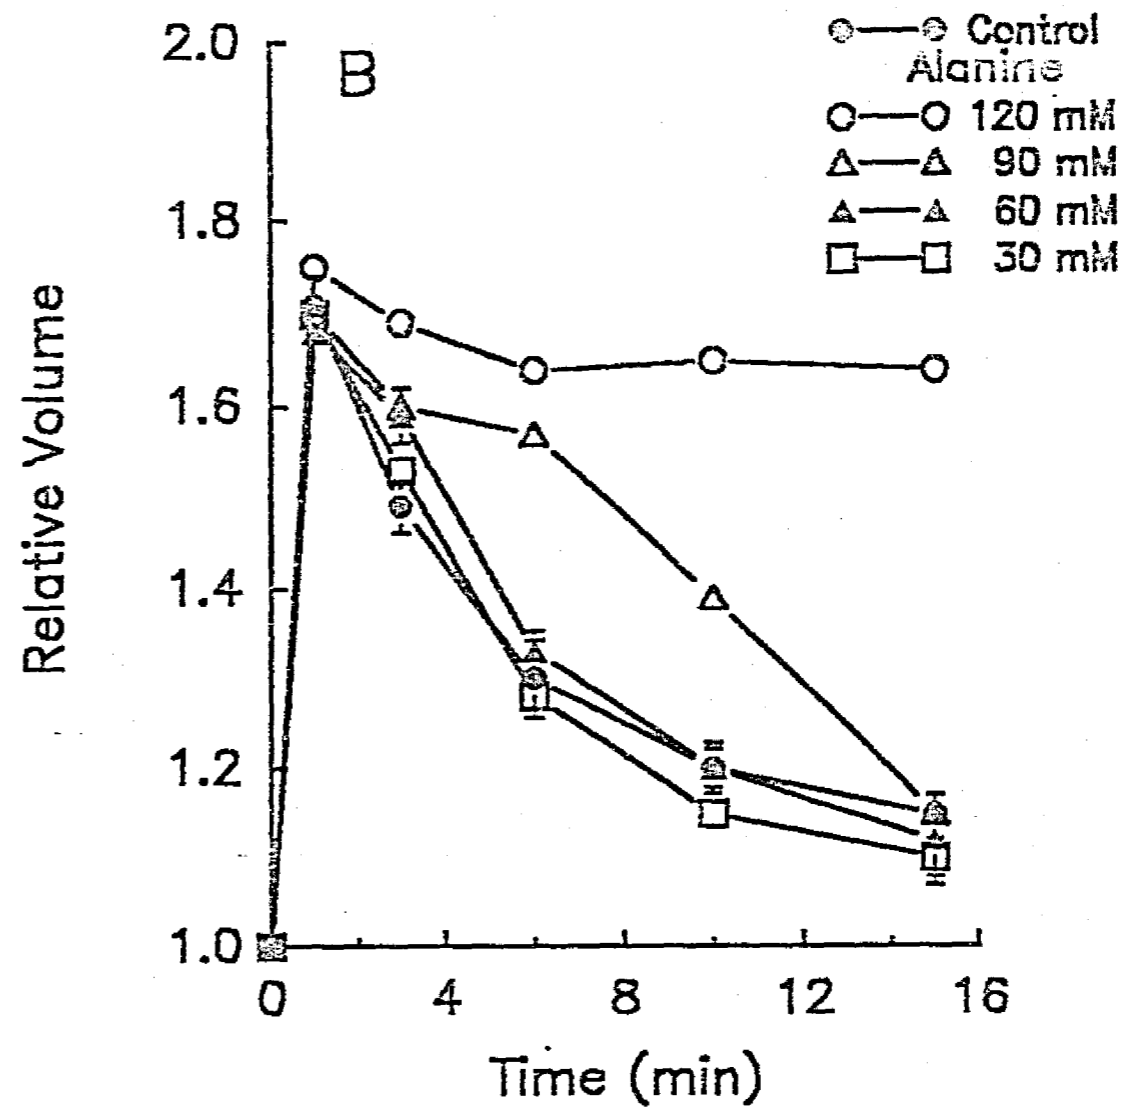 B
Control
Alanine
120 mM
90 mM
60 mM
30 mM
2.0
1.8
1.6
1.4
1.2
1.0
Relative Volume
0 4 8 12 16
Time (min)